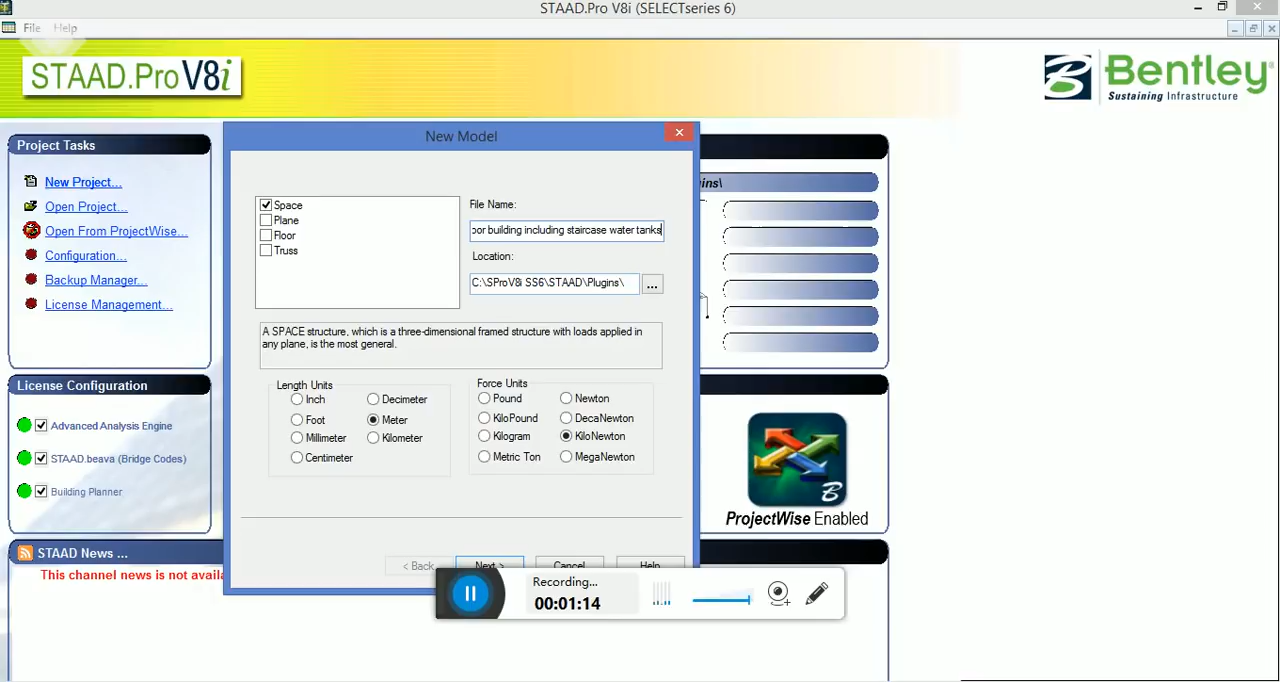 STAAD.Pro V8i (SELECTseries 6)
File Help
STAAD.Pro V8i
Bentley
Sustaining Infrastructure
Project Tasks
New Project...
Open Project...
Open From ProjectWise...
Configuration...
Backup Manager...
License Management...
License Configuration
Advanced Analysis Engine
STAAD.beava (Bridge Codes)
Building Planner
STAAD News ...
This channel news is not availa
New Model
Space
Plane
Floor
Truss
File Name:
oor building including staircase water tanks
Location:
C:\SProV8i SS6\STAAD\Plugins\
...
A SPACE structure, which is a three-dimensional framed structure with loads applied in
any plane, is the most general.
Length Units
Inch Decimeter
Foot Meter
Millimeter Kilometer
Centimeter
Force Units
Pound Newton
KiloPound DecaNewton
Kilogram KiloNewton
Metric Ton MegaNewton
< Back Next > Cancel Help
Recording...
00:01:14
ins\
ProjectWise Enabled